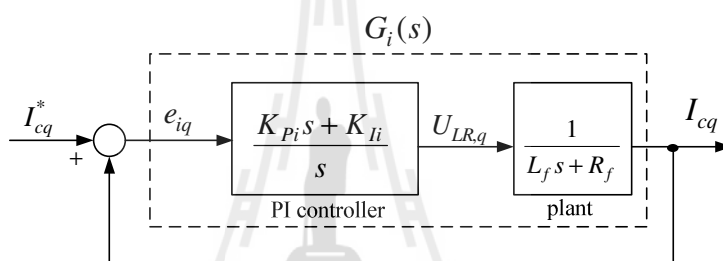 G_i(s)
I*_cq
+
e_iq
K_Pi s + K_Ii
s
PI controller
U_LR,q
1
L_f s + R_f
plant
I_cq